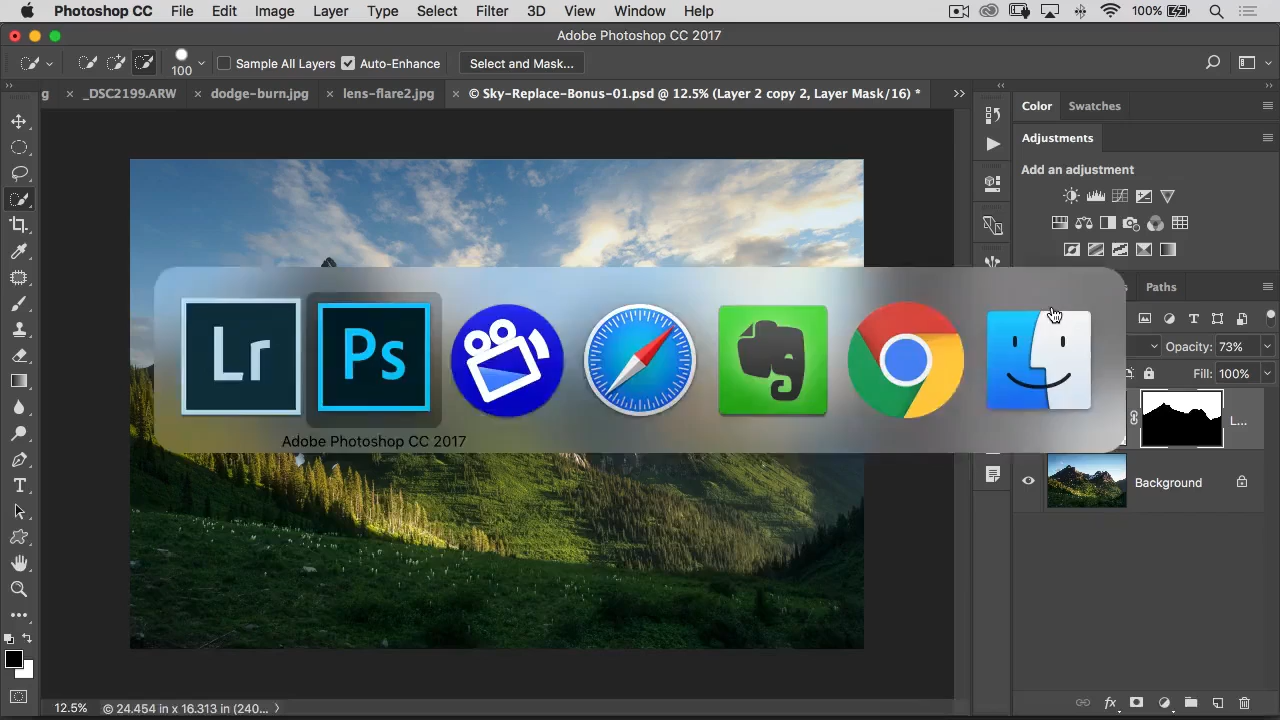 Photoshop CC File Edit Image Layer Type Select Filter 3D View Window Help 100%
Adobe Photoshop CC 2017
100 Sample All Layers Auto-Enhance Select and Mask...
g × _DSC2199.ARW × dodge-burn.jpg × lens-flare2.jpg × © Sky-Replace-Bonus-01.psd @ 12.5% (Layer 2 copy 2, Layer Mask/16) * >>
Color Swatches
Adjustments
Add an adjustment
Paths
Opacity: 73%
Fill: 100%
Lr Ps
L...
Adobe Photoshop CC 2017
Background
12.5% © 24.454 in x 16.313 in (240...